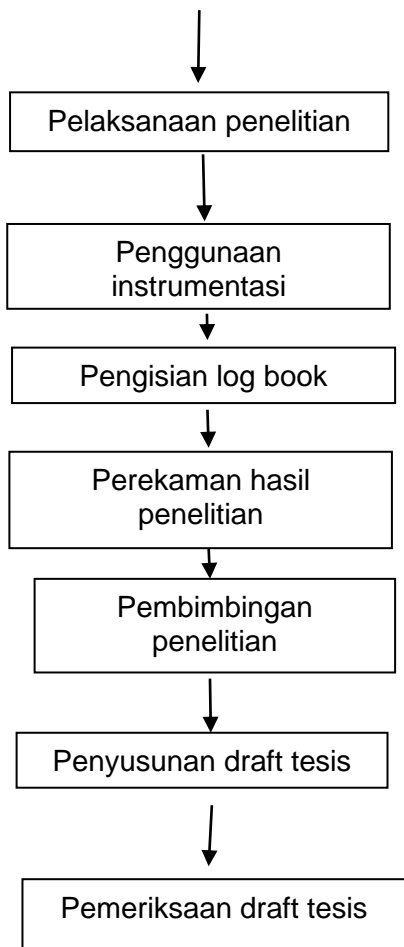 Pelaksanaan penelitian
Penggunaan
instrumentasi
Pengisian log book
Perekaman hasil
penelitian
Pembimbingan
penelitian
Penyusunan draft tesis
Pemeriksaan draft tesis